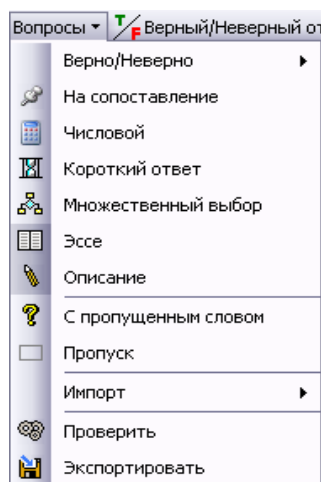 Вопросы T/F Верный/Неверный от
Верно/Неверно
На сопоставление
Числовой
Короткий ответ
Множественный выбор
Эссе
Описание
С пропущенным словом
Пропуск
Импорт
Проверить
Экспортировать